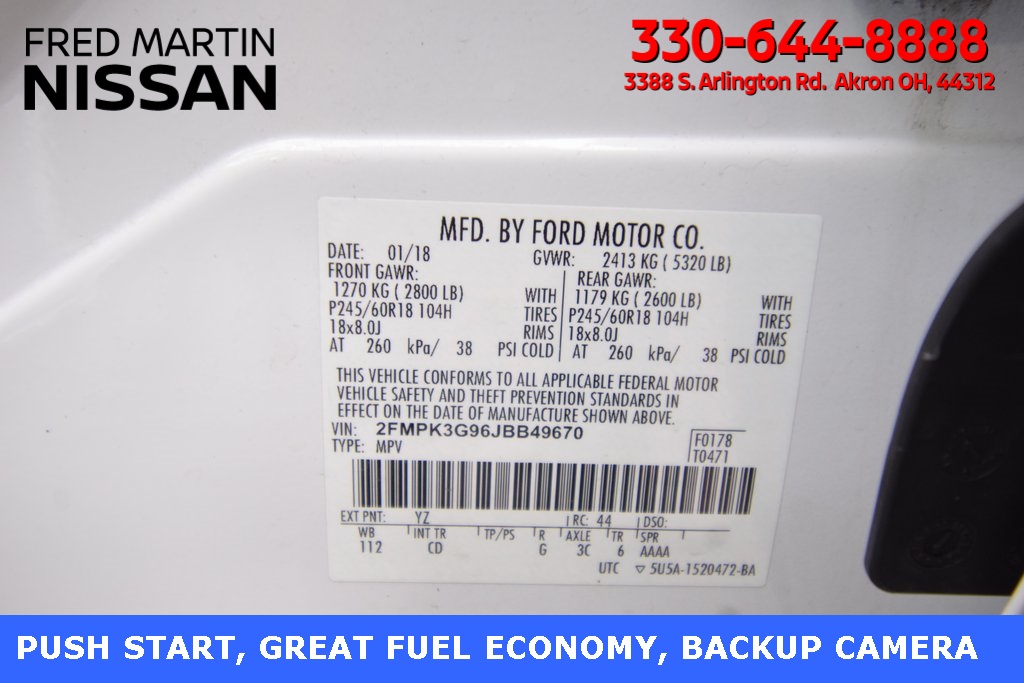 FRED MARTIN
NISSAN
330-644-8888
3388 S. Arlington Rd. Akron OH, 44312
MFD. BY FORD MOTOR CO.
DATE: 01/18 GVWR: 2413 KG ( 5320 LB)
FRONT GAWR: REAR GAWR:
1270 KG ( 2800 LB) WITH 1179 KG ( 2600 LB) WITH
P245/60R18 104H TIRES P245/60R18 104H TIRES
18x8.0J RIMS 18x8.0J RIMS
AT 260 kPa/ 38 PSI COLD AT 260 kPa/ 38 PSI COLD
THIS VEHICLE CONFORMS TO ALL APPLICABLE FEDERAL MOTOR
VEHICLE SAFETY AND THEFT PREVENTION STANDARDS IN
EFFECT ON THE DATE OF MANUFACTURE SHOWN ABOVE.
VIN: 2FMPK3G96JBB49670
TYPE: MPV
F0178
T0471
EXT PNT: YZ RC: 44 DSO:
WB INT TR TP/PS R AXLE TR SPR
112 CD G 3C 6 AAAA
UTC ▽ 5U5A-1520472-BA
PUSH START, GREAT FUEL ECONOMY, BACKUP CAMERA